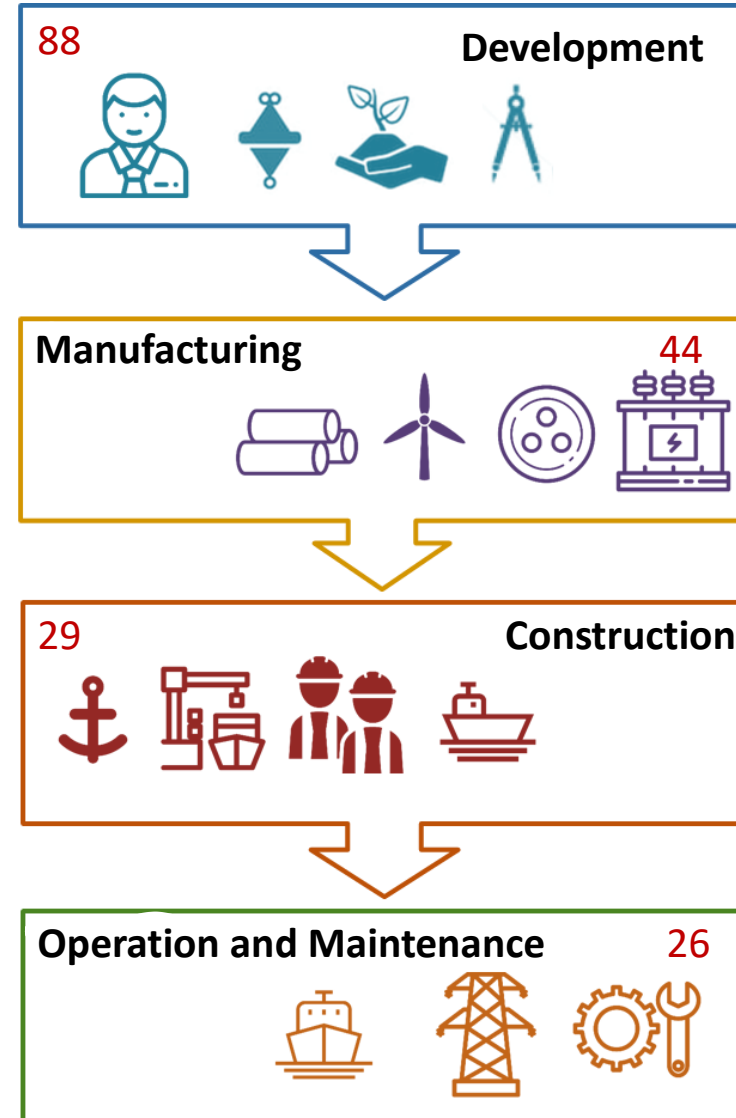 88
Development
Manufacturing
44
29
Construction
Operation and Maintenance
26